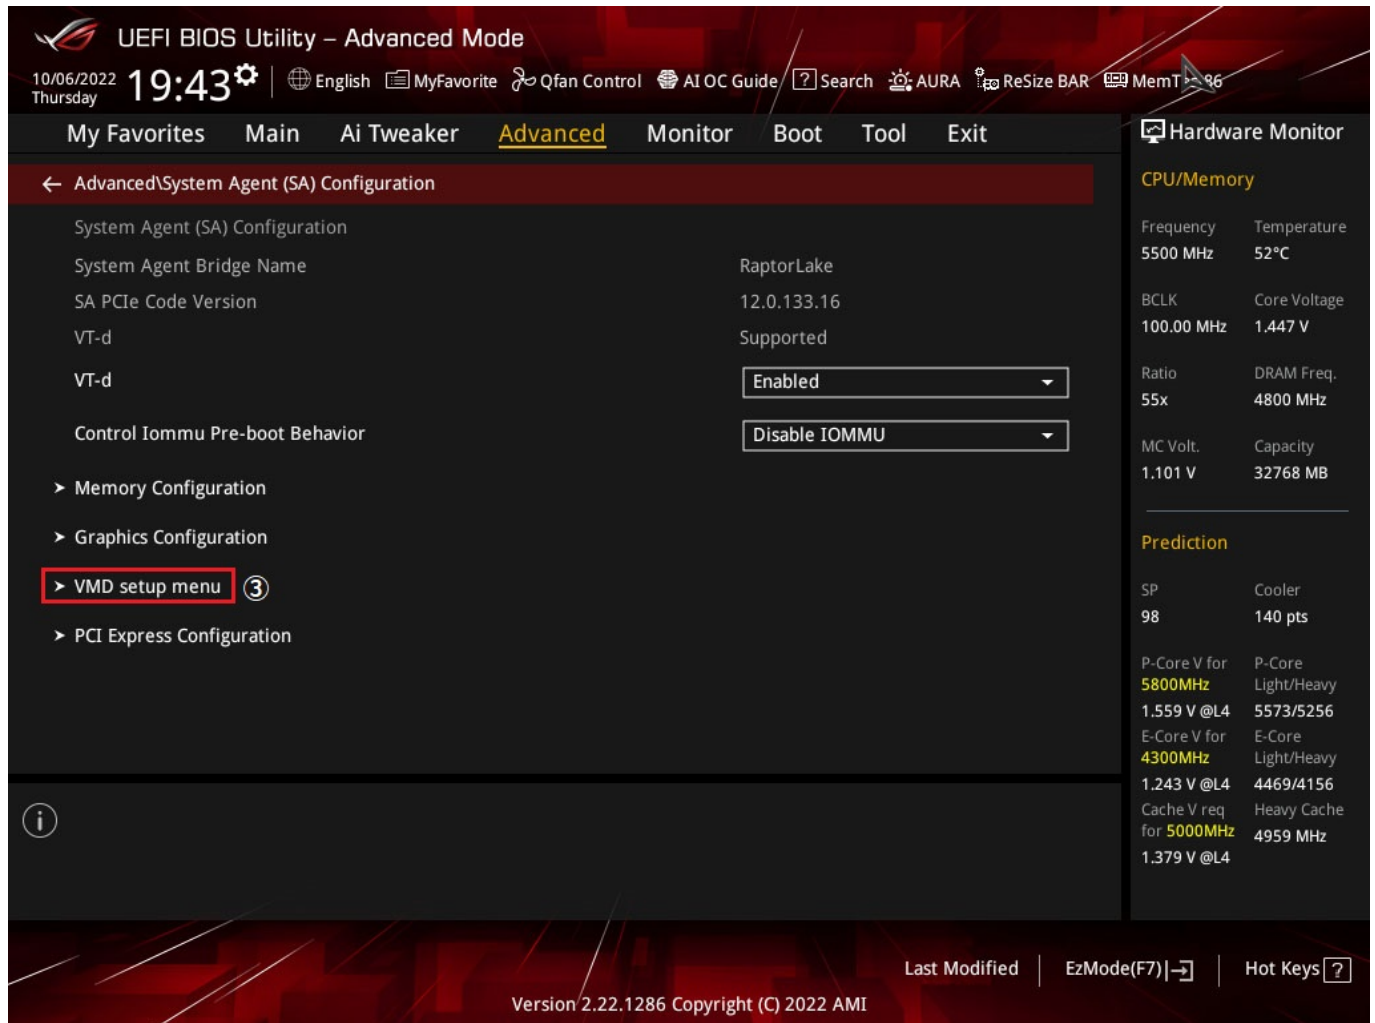 UEFI BIOS Utility – Advanced Mode
10/06/2022
Thursday
19:43
English MyFavorite Qfan Control AI OC Guide ? Search AURA ReSize BAR
My Favorites Main Ai Tweaker Advanced Monitor Boot Tool Exit
Hardware Monitor
← Advanced\System Agent (SA) Configuration
System Agent (SA) Configuration
System Agent Bridge Name RaptorLake
SA PCIe Code Version 12.0.133.16
VT-d Supported
VT-d Enabled
Control Iommu Pre-boot Behavior Disable IOMMU
> Memory Configuration
> Graphics Configuration
> VMD setup menu ③
> PCI Express Configuration
CPU/Memory
Frequency Temperature
5500 MHz 52°C
BCLK Core Voltage
100.00 MHz 1.447 V
Ratio DRAM Freq.
55x 4800 MHz
MC Volt. Capacity
1.101 V 32768 MB
Prediction
SP Cooler
98 140 pts
P-Core V for P-Core
5800MHz Light/Heavy
1.559 V @L4 5573/5256
E-Core V for E-Core
4300MHz Light/Heavy
1.243 V @L4 4469/4156
Cache V req Heavy Cache
for 5000MHz 4959 MHz
1.379 V @L4
i
Last Modified EzMode(F7) Hot Keys ?
Version 2.22.1286 Copyright (C) 2022 AMI